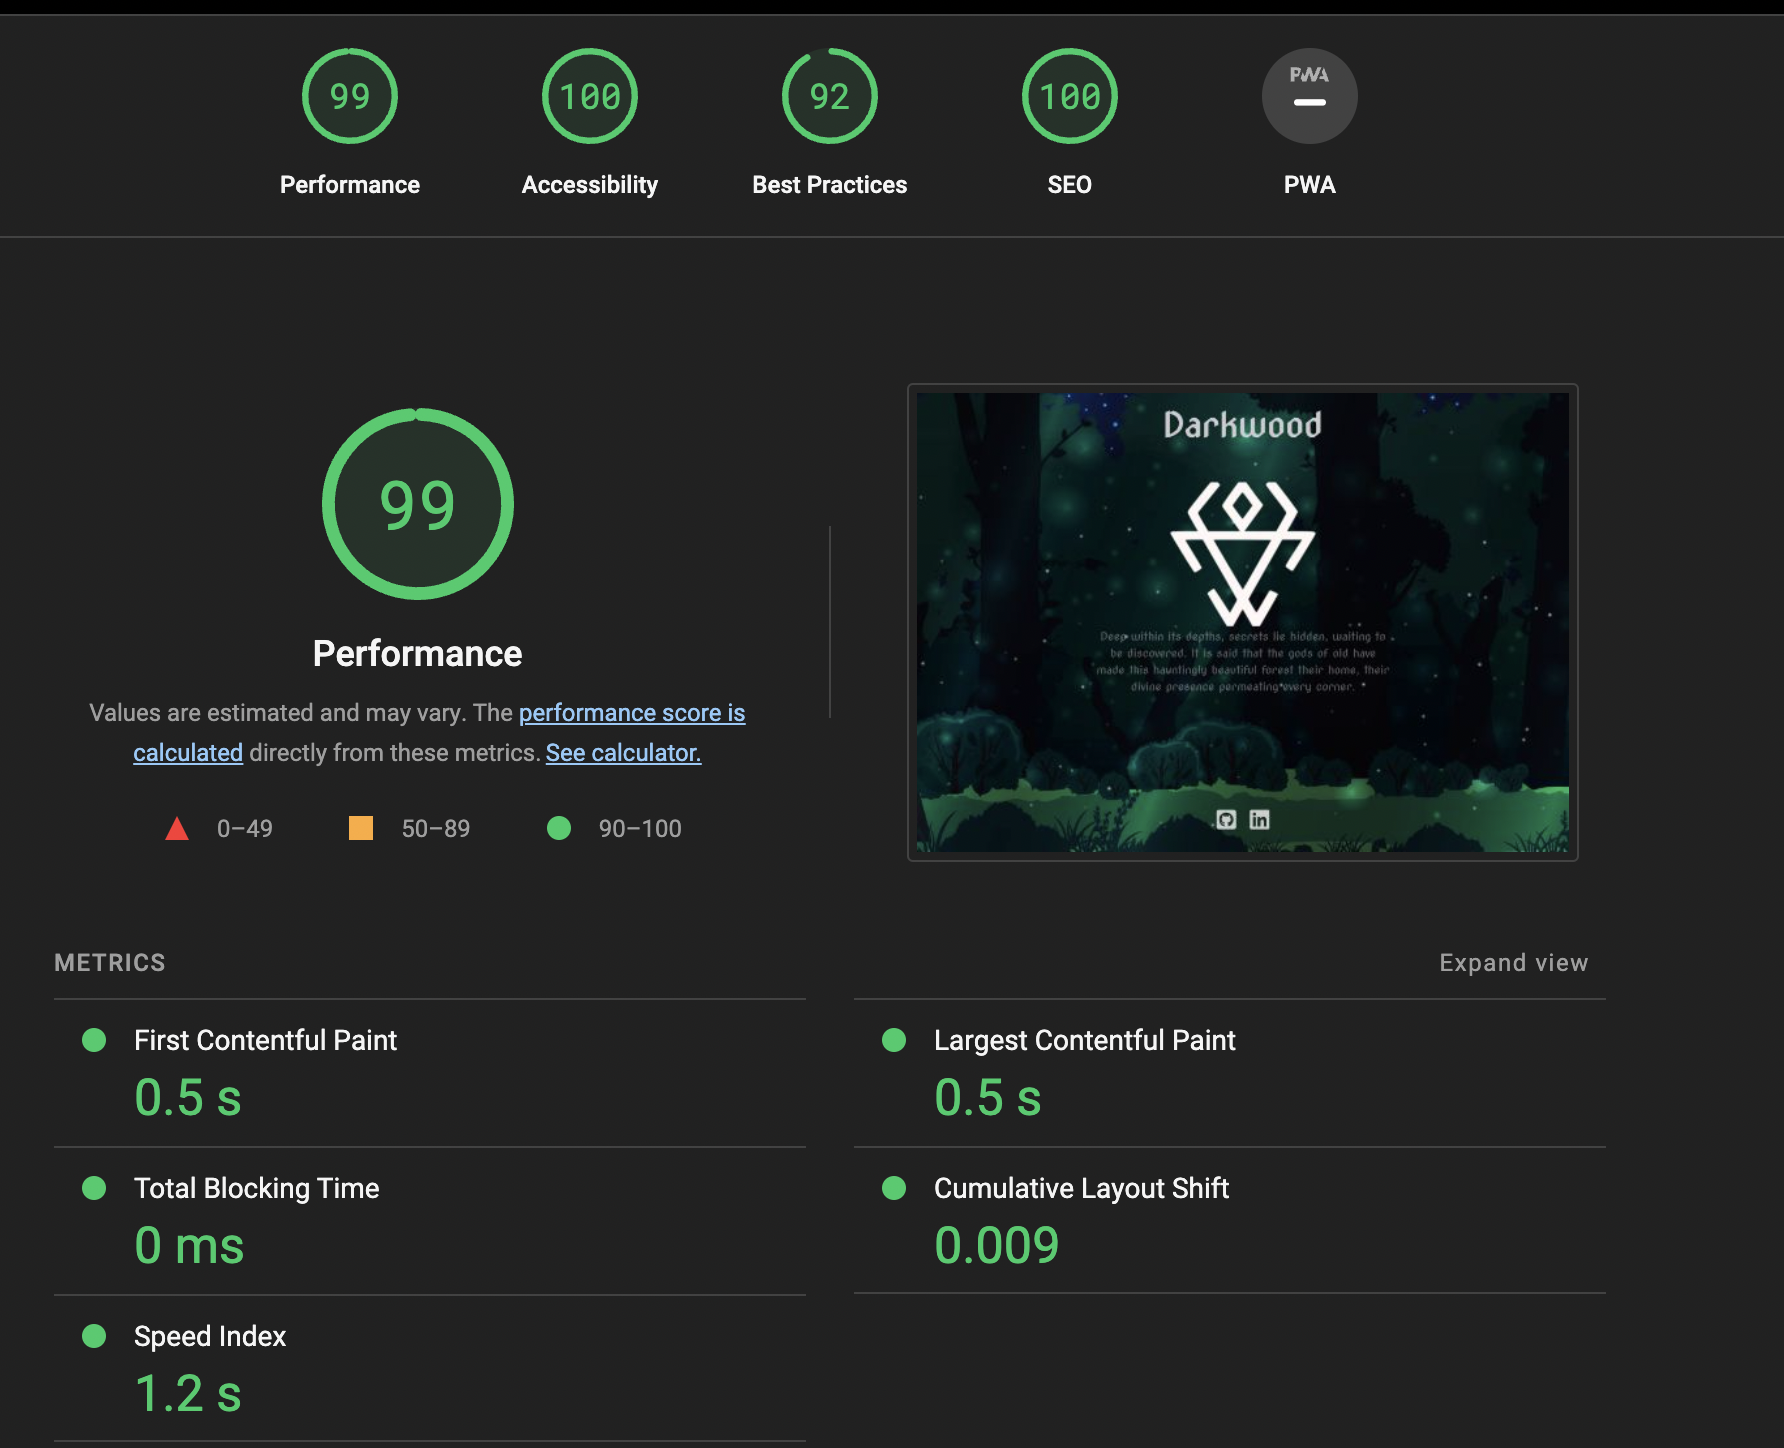 99
100
92
100
PWA
Performance
Accessibility
Best Practices
SEO
PWA
99
Performance
Values are estimated and may vary. The performance score is
calculated directly from these metrics. See calculator.
0–49
50–89
90–100
Darkwood
Deep within its depths, secrets lie hidden, waiting to
be discovered. It is said that the gods of old have
made this hauntingly beautiful forest their home, their
divine presence permeating every corner.
in
METRICS
Expand view
First Contentful Paint
0.5 s
Largest Contentful Paint
0.5 s
Total Blocking Time
0 ms
Cumulative Layout Shift
0.009
Speed Index
1.2 s